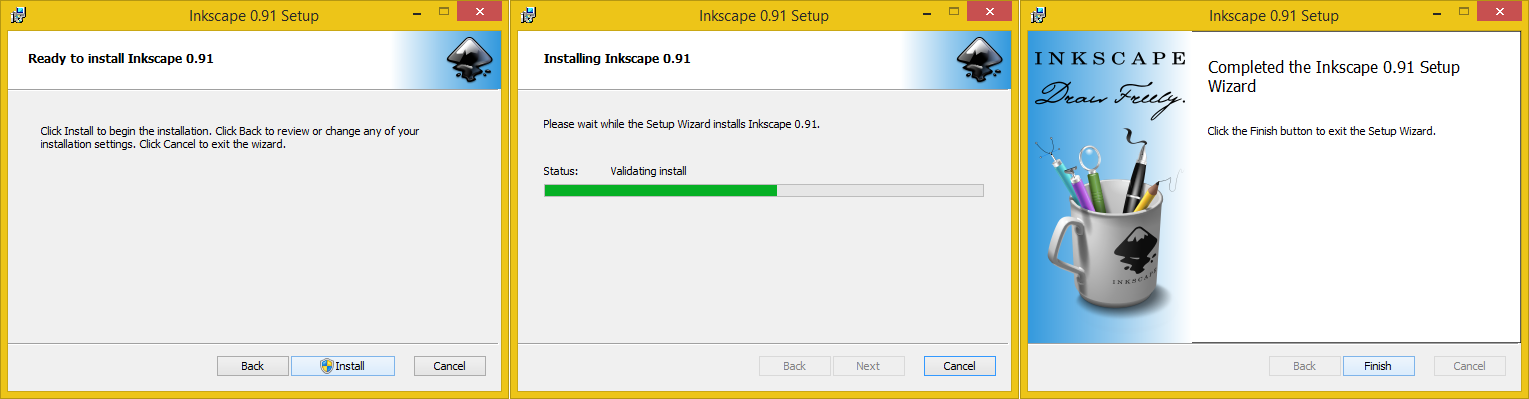 Inkscape 0.91 Setup
Ready to install Inkscape 0.91
Click Install to begin the installation. Click Back to review or change any of your
installation settings. Click Cancel to exit the wizard.
Back
Install
Cancel
Inkscape 0.91 Setup
Installing Inkscape 0.91
Please wait while the Setup Wizard installs Inkscape 0.91.
Status: Validating install
Back
Next
Cancel
Inkscape 0.91 Setup
INKSCAPE
Draw Freely.
INKSCAPE
Completed the Inkscape 0.91 Setup
Wizard
Click the Finish button to exit the Setup Wizard.
Back
Finish
Cancel